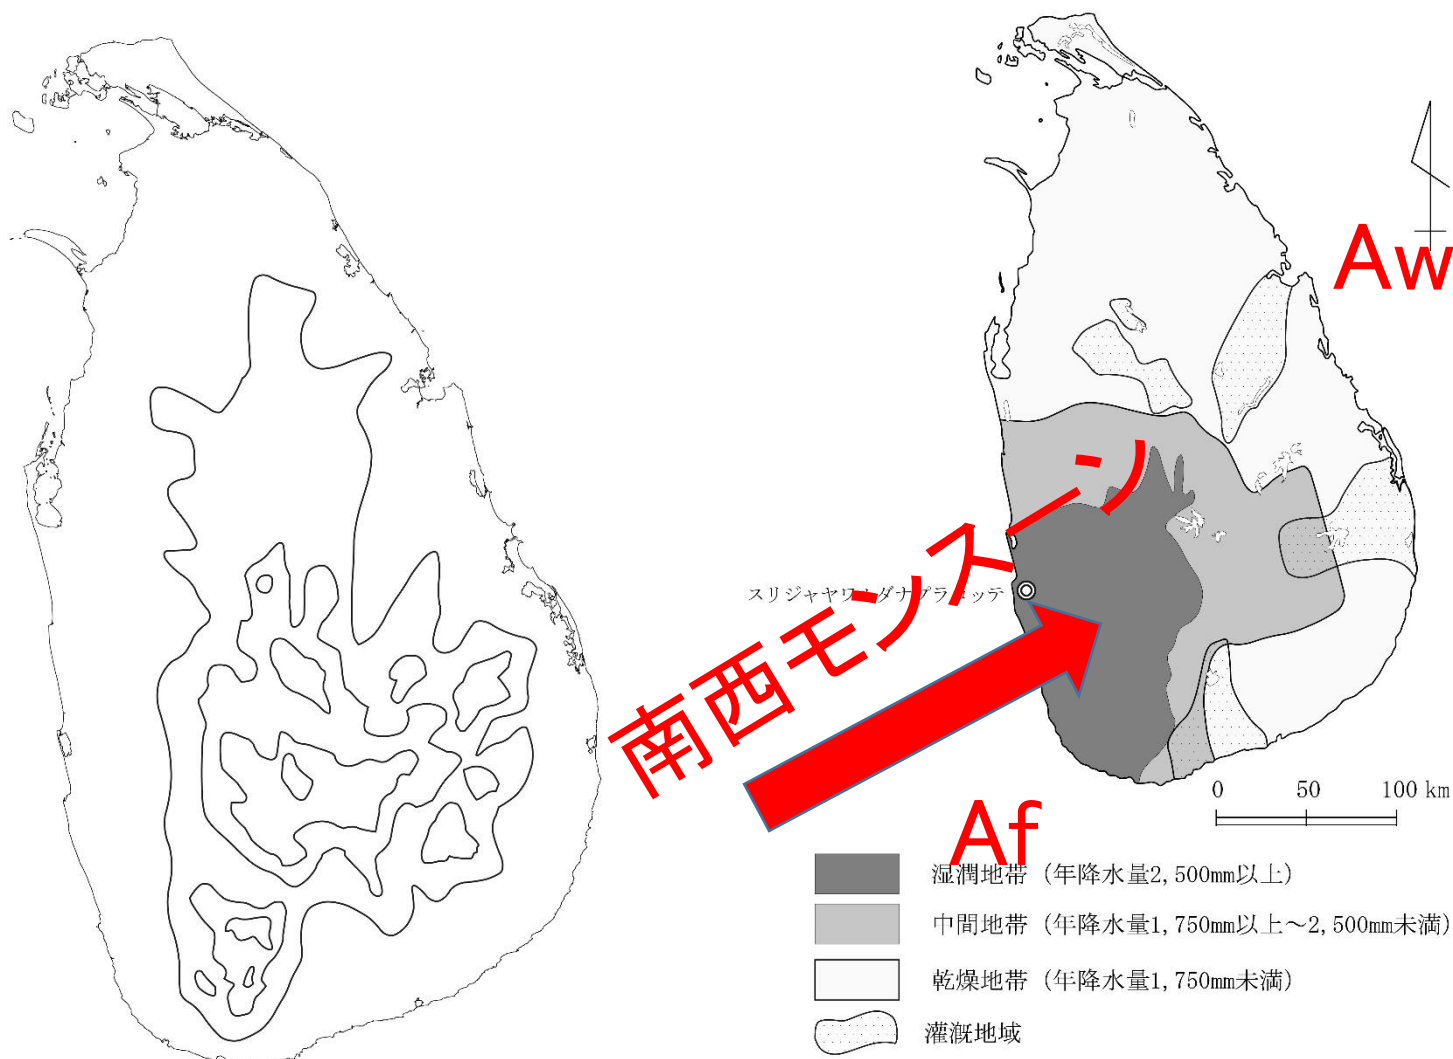 Aw
南西モンスーン
スリジャヤワルダナプラコッテ
Af
0 50 100 km
湿潤地帯 (年降水量2,500mm以上)
中間地帯 (年降水量1,750mm以上～2,500mm未満)
乾燥地帯 (年降水量1,750mm未満)
灌漑地域